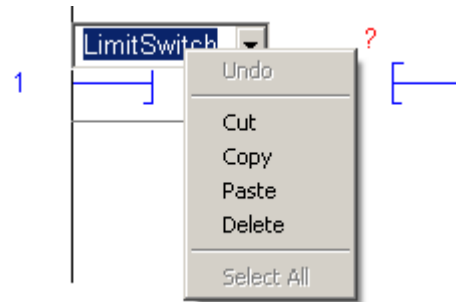 LimitSwitch
?
1
Undo
Cut
Copy
Paste
Delete
Select All